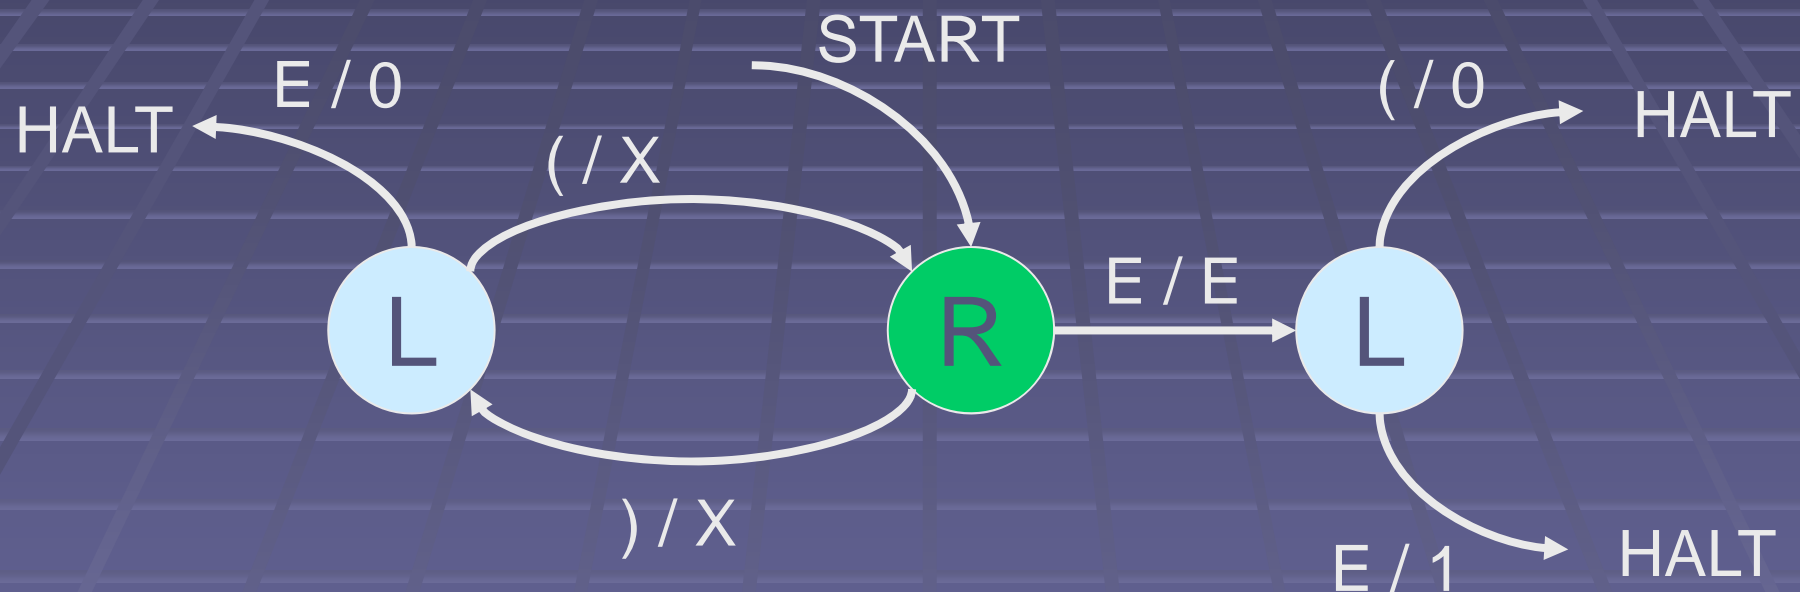 START
E / 0
( / 0
HALT
HALT
( / X
E / E
L
R
L
) / X
HALT
E / 1